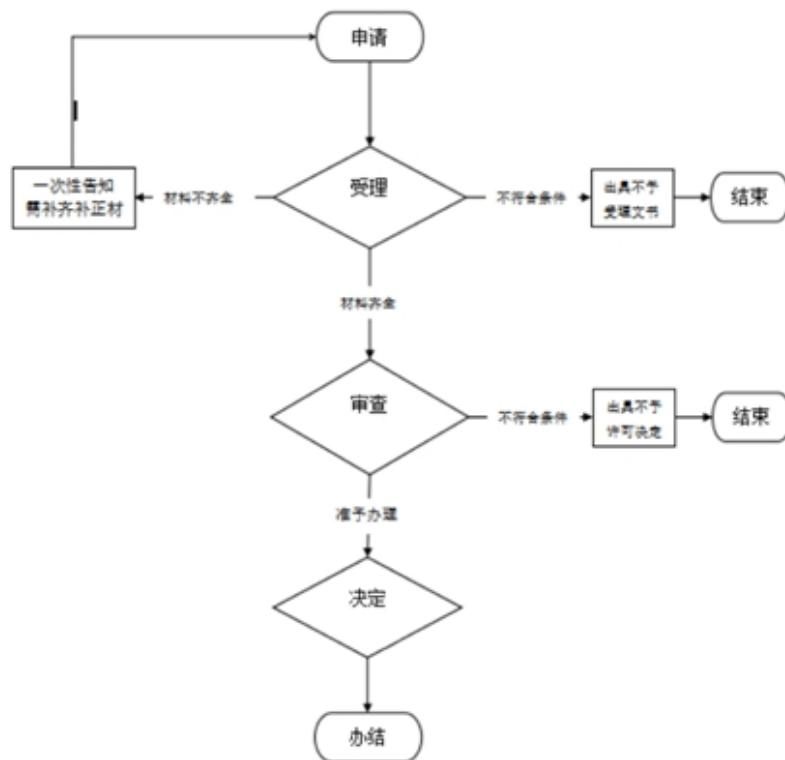 申请
受理
一次性告知
需补齐补正材
材料不齐全
不符合条件
出具不予
受理文书
结束
材料齐全
审查
不符合条件
出具不予
许可决定
结束
准予办理
决定
办结